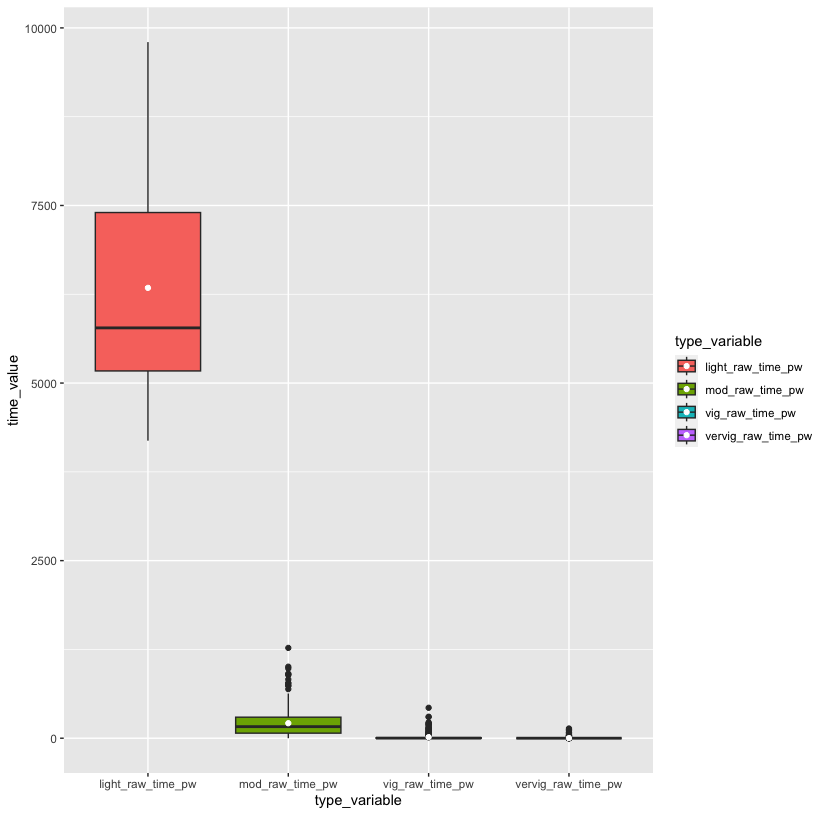 10000
7500
5000
2500
0
time_value
light_raw_time_pw
mod_raw_time_pw
vig_raw_time_pw
vervig_raw_time_pw
type_variable
type_variable
light_raw_time_pw
mod_raw_time_pw
vig_raw_time_pw
vervig_raw_time_pw